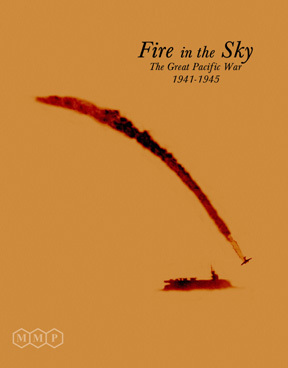 Fire in the Sky
The Great Pacific War
1941-1945
MMP